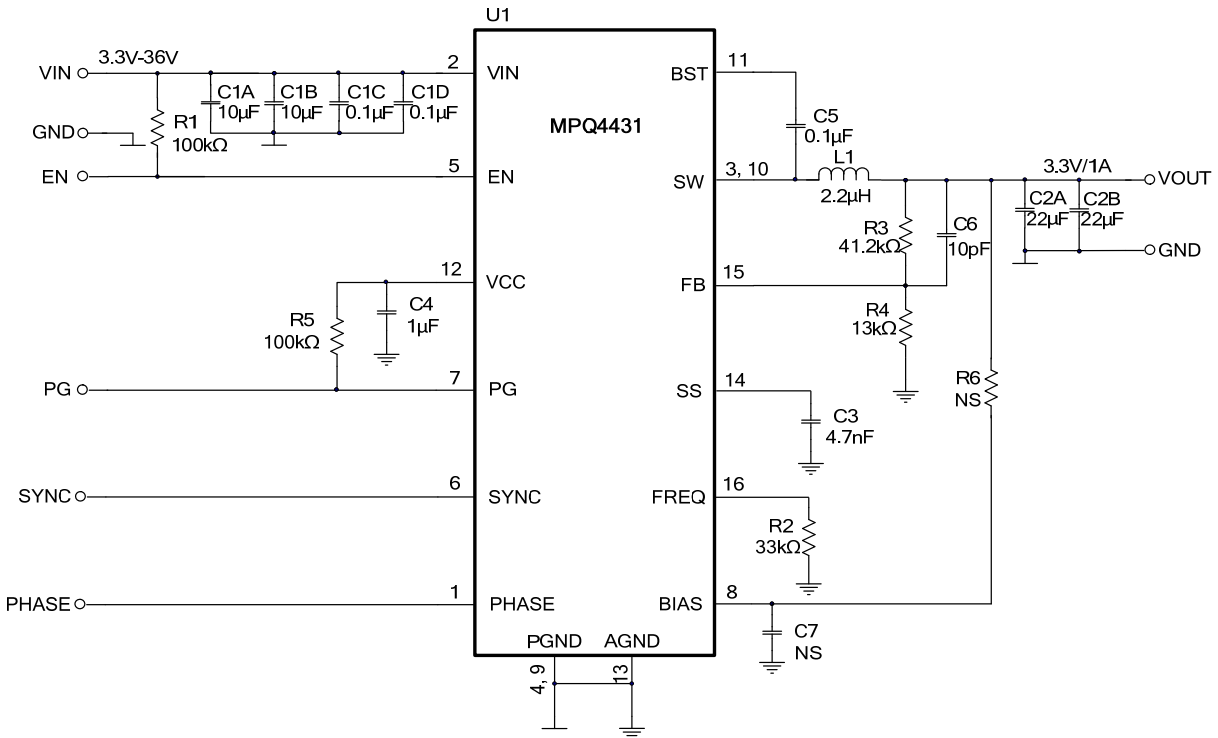 U1
MPQ4431
VIN
3.3V-36V
2
VIN
C1A
10µF
C1B
10µF
C1C
0.1µF
C1D
0.1µF
GND
R1
100kΩ
EN
5
EN
12
VCC
C4
1µF
R5
100kΩ
PG
7
PG
SYNC
6
SYNC
PHASE
1
PHASE
PGND
AGND
4, 9
13
BST
11
C5
0.1µF
SW
3, 10
L1
2.2µH
3.3V/1A
VOUT
C2A
22µF
C2B
22µF
GND
R3
41.2kΩ
C6
10pF
FB
15
R4
13kΩ
SS
14
C3
4.7nF
R6
NS
FREQ
16
R2
33kΩ
BIAS
8
C7
NS